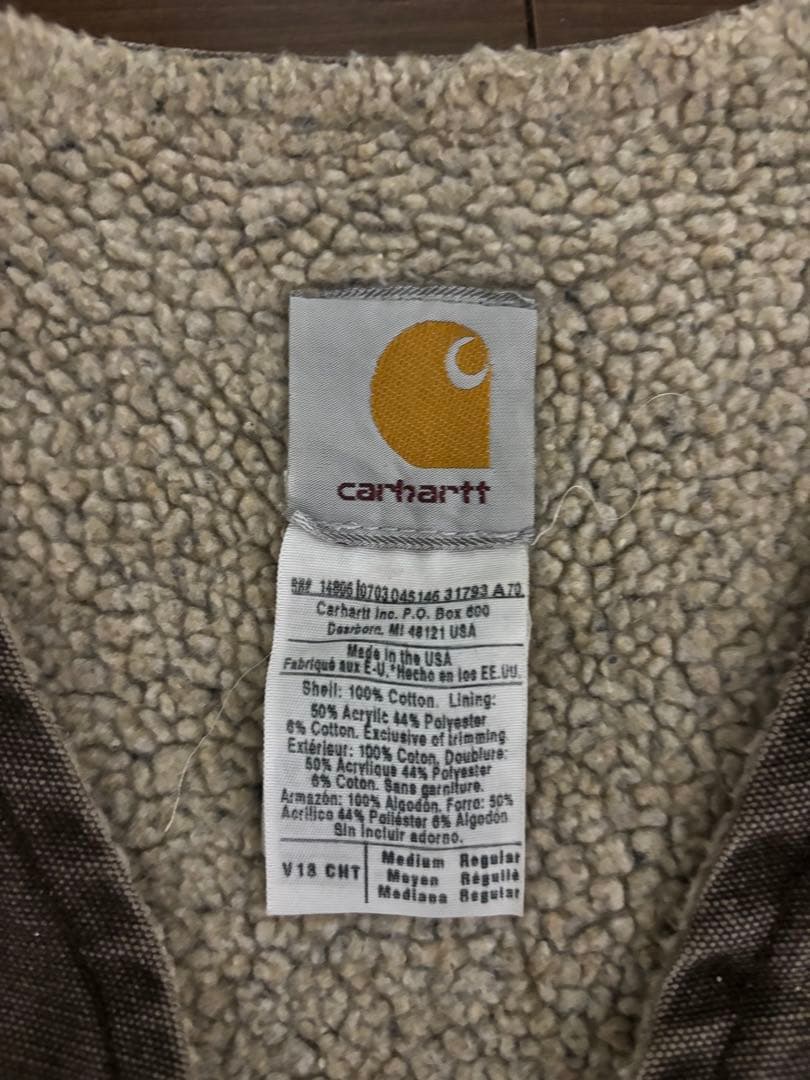 carhartt
RN# 14806 0703045146 31793 A 70
Carhartt Inc. P.O. Box 600
Dearborn, MI 48121 USA
Made in the USA
Fabriqué aux E-U.*Hecho en los EE.UU.
Shell: 100% Cotton. Lining:
50% Acrylic 44% Polyester
6% Cotton. Exclusive of trimming
Extérieur: 100% Coton, Doublure:
50% Acrylique 44% Polyester
6% Coton. Sans garniture.
Armazón: 100% Algodón. Forro: 50%
Acrílico 44% Poliéster 6% Algodón
Sin incluir adorno.
V18 CHT
Medium Regular
Moyen Régulié
Mediana Regular